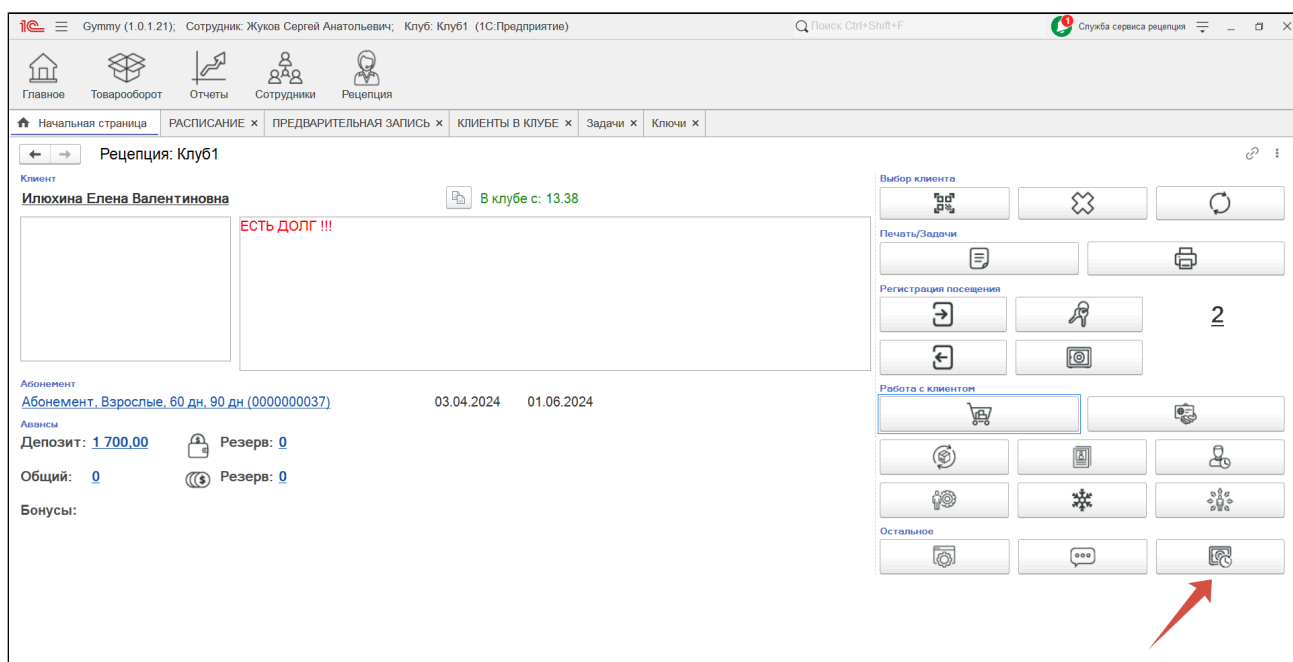 1С Gymmy (1.0.1.21); Сотрудник: Жуков Сергей Анатольевич; Клуб: Клуб1 (1С:Предприятие) Поиск Ctrl+Shift+F 1 Служба сервиса рецепция
Главное Товарооборот Отчеты Сотрудники Рецепция
Начальная страница РАСПИСАНИЕ × ПРЕДВАРИТЕЛЬНАЯ ЗАПИСЬ × КЛИЕНТЫ В КЛУБЕ × Задачи × Ключи ×
Рецепция: Клуб1
Клиент Выбор клиента
Илюхина Елена Валентиновна В клубе с: 13.38
ЕСТЬ ДОЛГ !!!
Печать/Задачи
Регистрация посещения
2
Абонемент Работа с клиентом
Абонемент, Взрослые, 60 дн, 90 дн (0000000037) 03.04.2024 01.06.2024
Авансы
Депозит: 1 700,00 Резерв: 0
Общий: 0 Резерв: 0
Бонусы:
Остальное